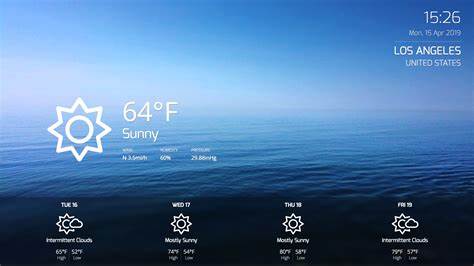 15:26
Mon, 15 Apr 2019
LOS ANGELES
UNITED STATES
64°F
Sunny
WIND HUMIDITY PRESSURE
N 3.5mi/h 60% 29.88inHg
TUE 16 WED 17 THU 18 FRI 19
Intermittent Clouds Mostly Sunny Mostly Sunny Intermittent Clouds
65°F 52°F 74°F 54°F 80°F 58°F 79°F 57°F
High Low High Low High Low High Low